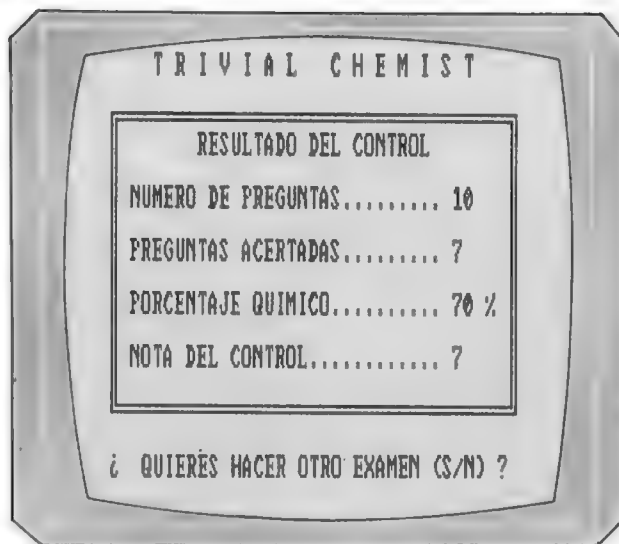 TRIVIAL CHEMIST
RESULTADO DEL CONTROL
NUMERO DE PREGUNTAS......... 10
PREGUNTAS ACERTADAS......... 7
PORCENTAJE QUIMICO.......... 70 %
NOTA DEL CONTROL............ 7
¿ QUIERES HACER OTRO EXAMEN (S/N) ?